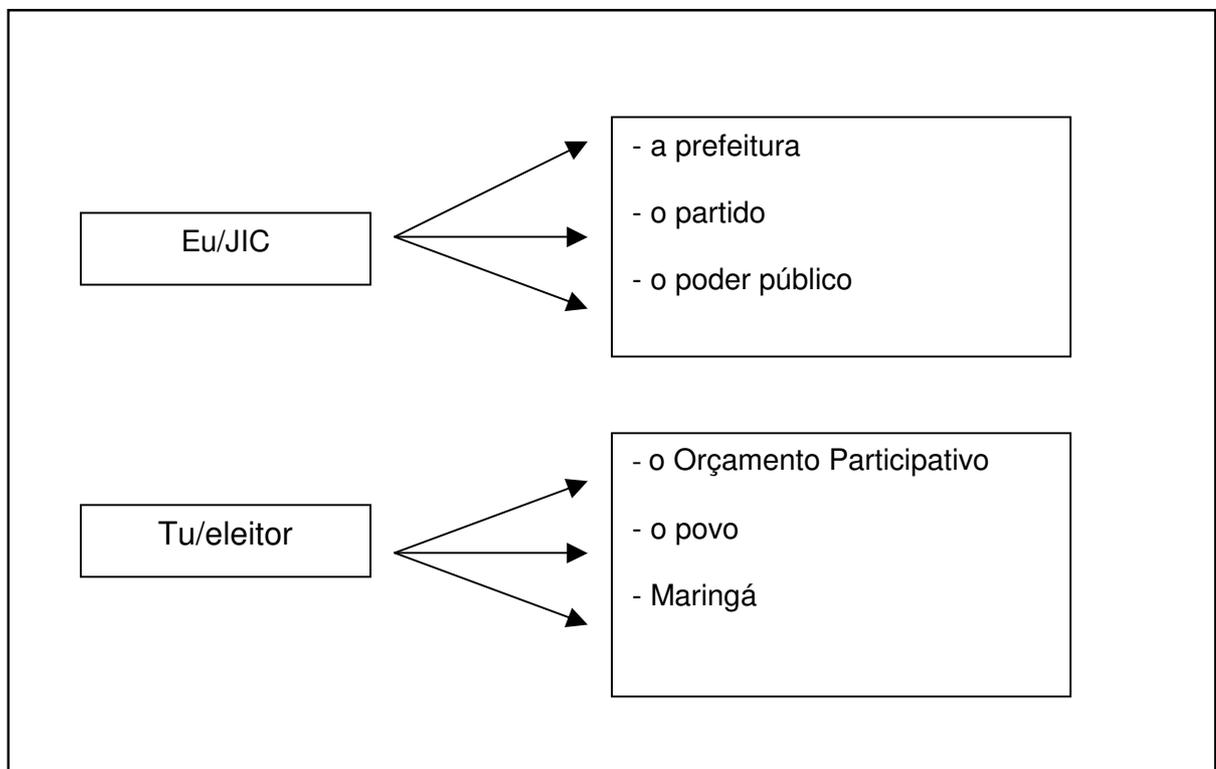 Eu/JIC
- a prefeitura
- o partido
- o poder público
Tu/eleitor
- o Orçamento Participativo
- o povo
- Maringá